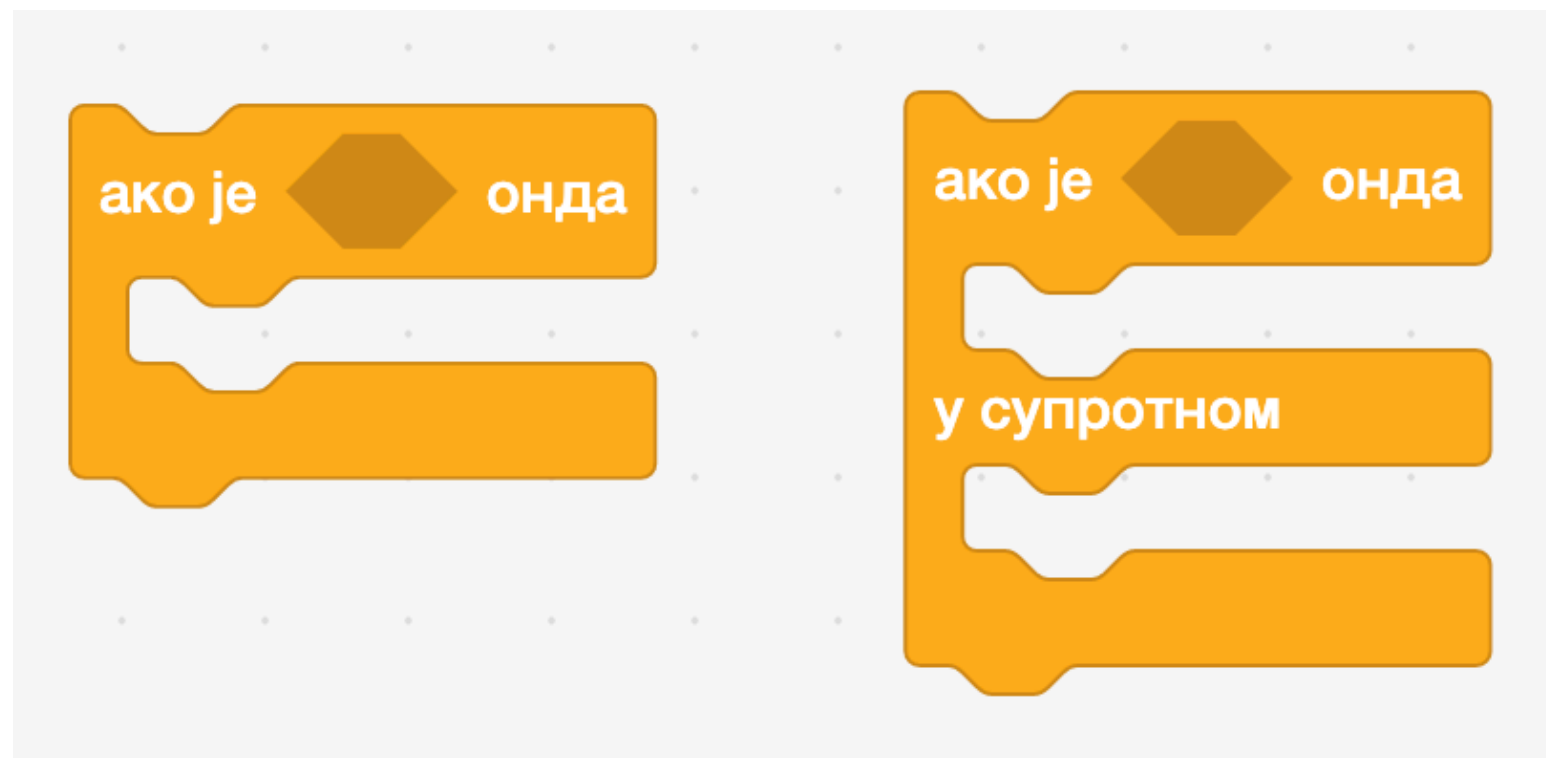 ако је онда
ако је онда
у супротном